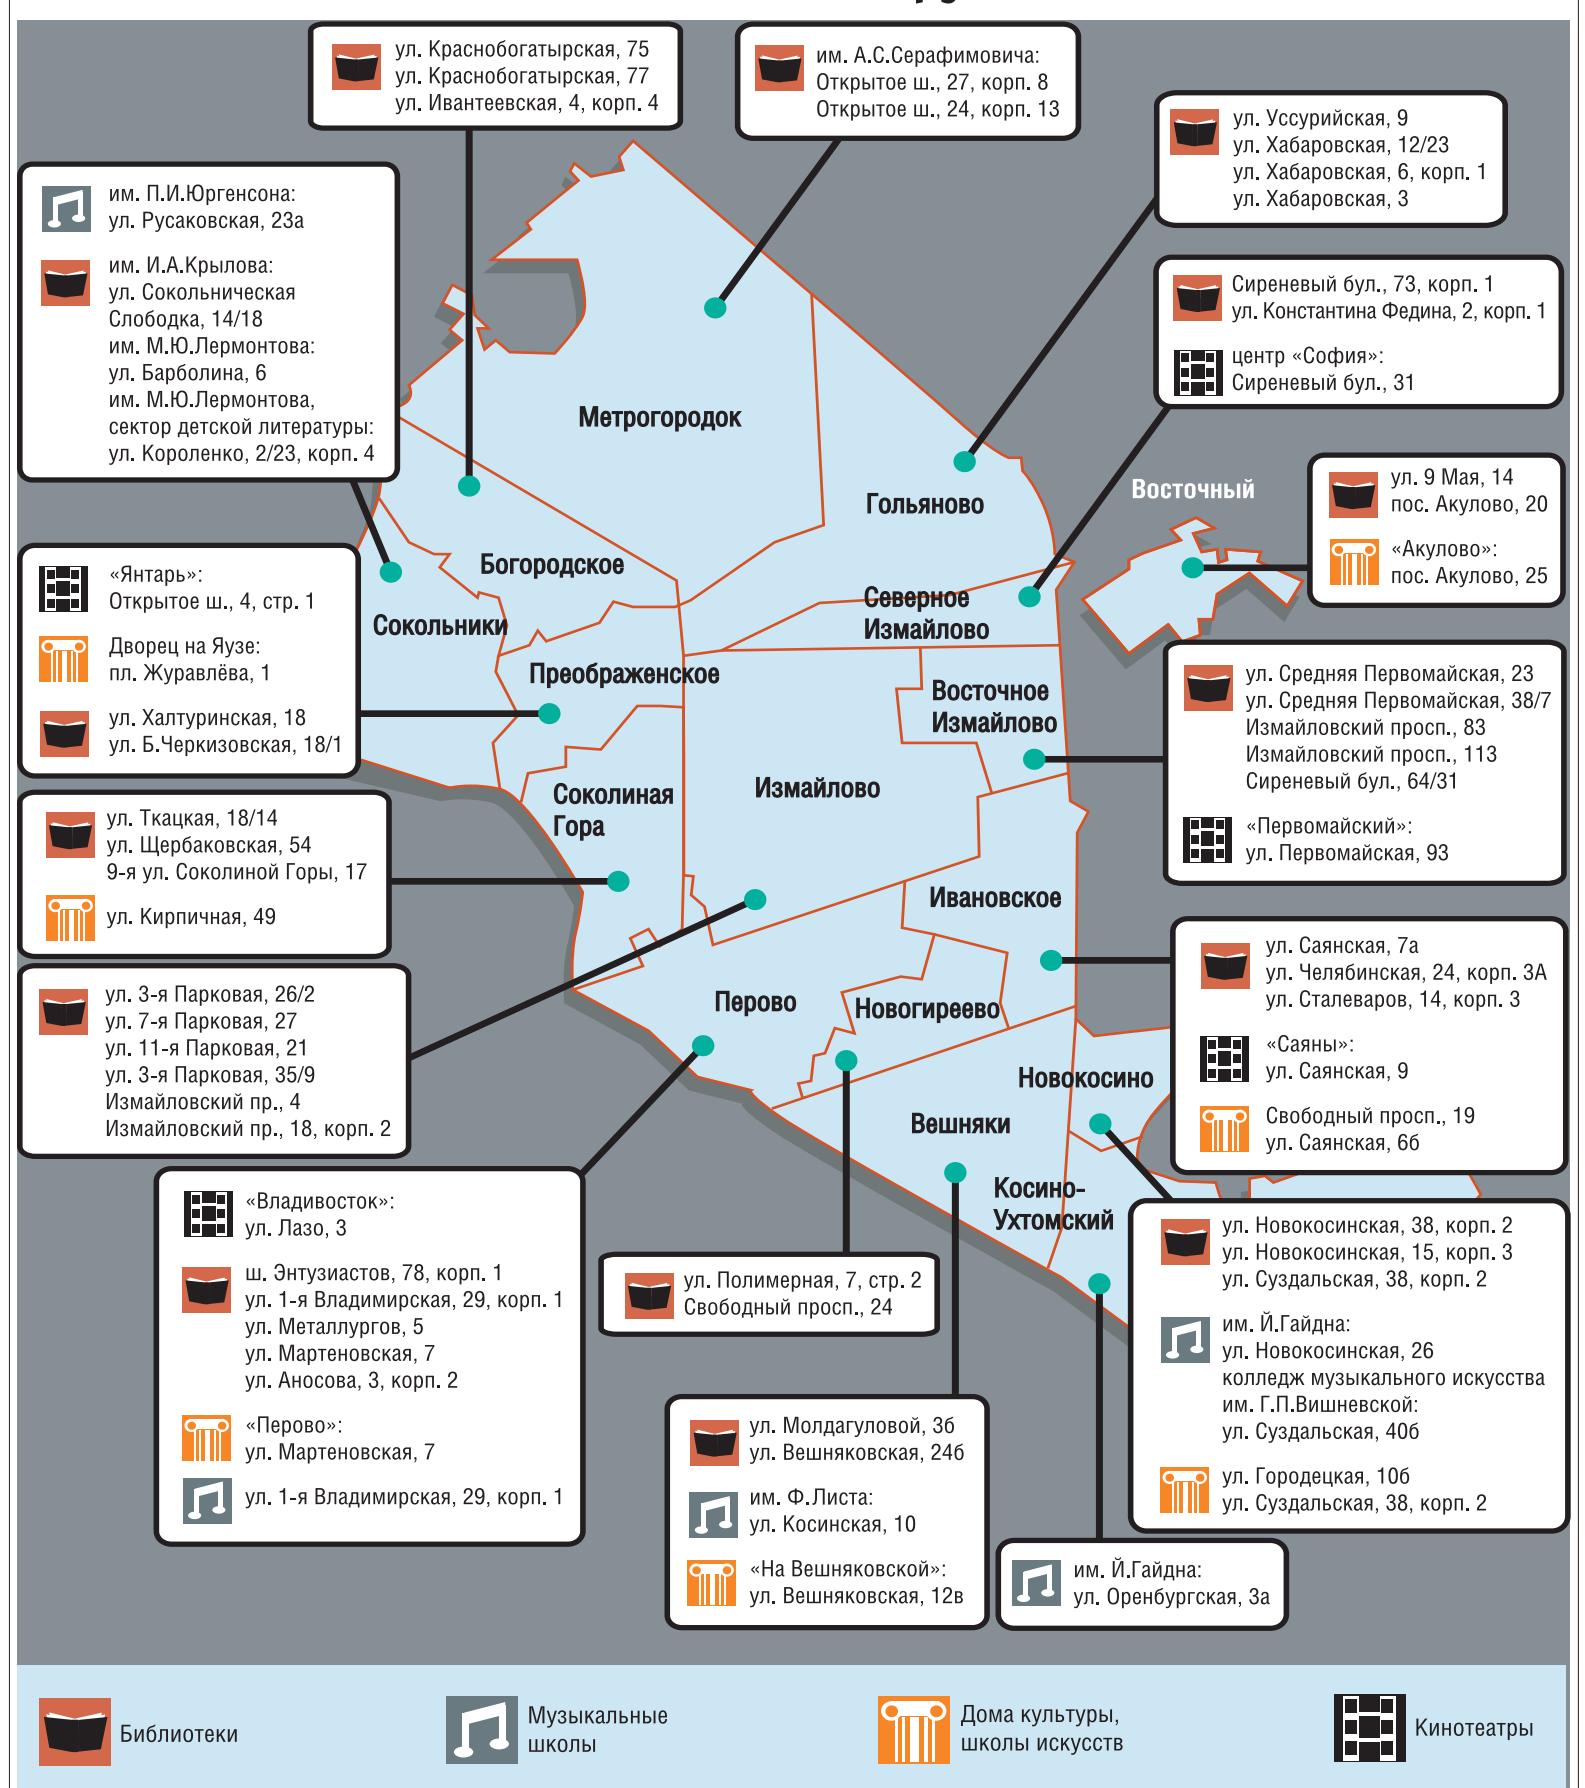 ул. Краснобогатырская, 75
ул. Краснобогатырская, 77
ул. Ивантеевская, 4, корп. 4
им. А.С.Серафимовича:
Открытое ш., 27, корп. 8
Открытое ш., 24, корп. 13
ул. Уссурийская, 9
ул. Хабаровская, 12/23
ул. Хабаровская, 6, корп. 1
ул. Хабаровская, 3
им. П.И.Юргенсона:
ул. Русаковская, 23а
им. И.А.Крылова:
ул. Сокольническая
Слободка, 14/18
им. М.Ю.Лермонтова:
ул. Барболина, 6
им. М.Ю.Лермонтова,
сектор детской литературы:
ул. Короленко, 2/23, корп. 4
Сиреневый бул., 73, корп. 1
ул. Константина Федина, 2, корп. 1
центр «София»:
Сиреневый бул., 31
Метрогородок
Гольяново
Восточный
ул. 9 Мая, 14
пос. Акулово, 20
«Акулово»:
пос. Акулово, 25
Богородское
Сокольники
Северное
Измайлово
Преображенское
Восточное
Измайлово
«Янтарь»:
Открытое ш., 4, стр. 1
Дворец на Яузе:
пл. Журавлёва, 1
ул. Халтуринская, 18
ул. Б.Черкизовская, 18/1
ул. Средняя Первомайская, 23
ул. Средняя Первомайская, 38/7
Измайловский просп., 83
Измайловский просп., 113
Сиреневый бул., 64/31
«Первомайский»:
ул. Первомайская, 93
Соколиная
Гора
Измайлово
ул. Ткацкая, 18/14
ул. Щербаковская, 54
9-я ул. Соколиной Горы, 17
ул. Кирпичная, 49
Ивановское
ул. Саянская, 7а
ул. Челябинская, 24, корп. 3А
ул. Сталеваров, 14, корп. 3
«Саяны»:
ул. Саянская, 9
Свободный просп., 19
ул. Саянская, 6б
ул. 3-я Парковая, 26/2
ул. 7-я Парковая, 27
ул. 11-я Парковая, 21
ул. 3-я Парковая, 35/9
Измайловский пр., 4
Измайловский пр., 18, корп. 2
Перово
Новогиреево
Новокосино
Вешняки
Косино-
Ухтомский
«Владивосток»:
ул. Лазо, 3
ш. Энтузиастов, 78, корп. 1
ул. 1-я Владимирская, 29, корп. 1
ул. Металлургов, 5
ул. Мартеновская, 7
ул. Аносова, 3, корп. 2
«Перово»:
ул. Мартеновская, 7
ул. 1-я Владимирская, 29, корп. 1
ул. Полимерная, 7, стр. 2
Свободный просп., 24
ул. Новокосинская, 38, корп. 2
ул. Новокосинская, 15, корп. 3
ул. Суздальская, 38, корп. 2
им. Й.Гайдна:
ул. Новокосинская, 26
колледж музыкального искусства
им. Г.П.Вишневской:
ул. Суздальская, 40б
ул. Городецкая, 10б
ул. Суздальская, 38, корп. 2
ул. Молдагуловой, 3б
ул. Вешняковская, 24б
им. Ф.Листа:
ул. Косинская, 10
«На Вешняковской»:
ул. Вешняковская, 12в
им. Й.Гайдна:
ул. Оренбургская, 3а
Библиотеки
Музыкальные
школы
Дома культуры,
школы искусств
Кинотеатры